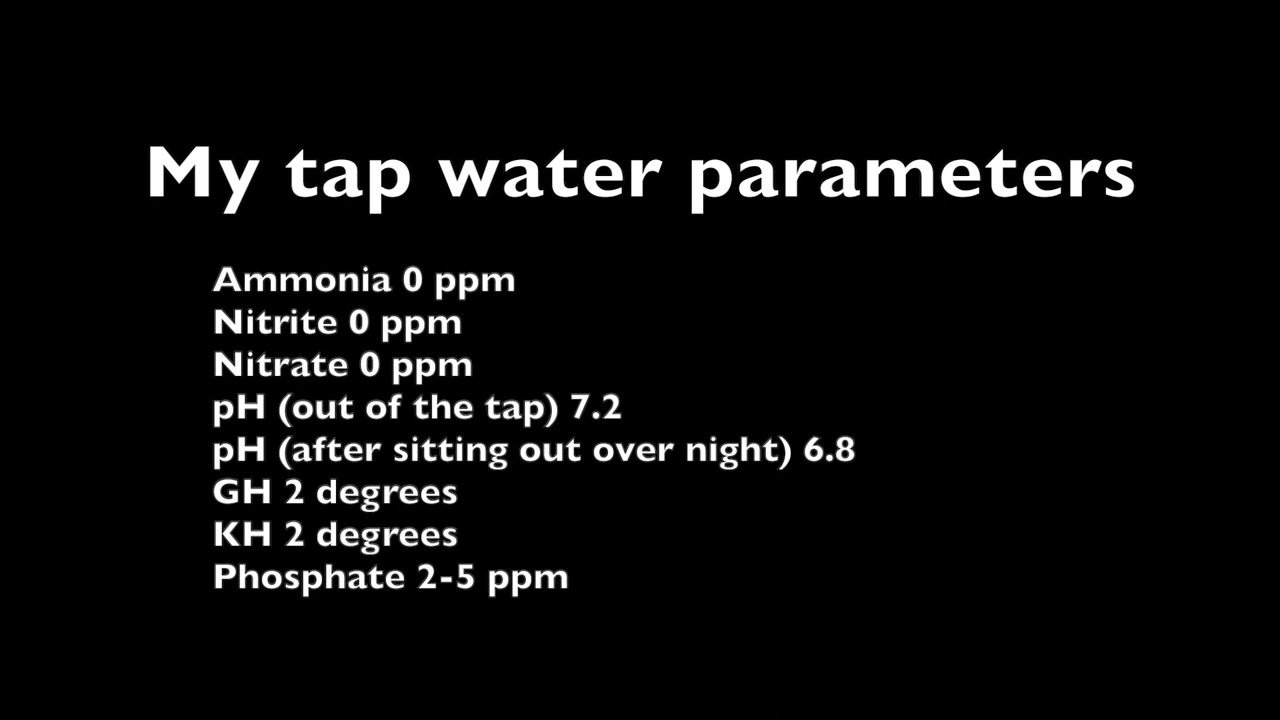 My tap water parameters
Ammonia 0 ppm
Nitrite 0 ppm
Nitrate 0 ppm
pH (out of the tap) 7.2
pH (after sitting out over night) 6.8
GH 2 degrees
KH 2 degrees
Phosphate 2-5 ppm